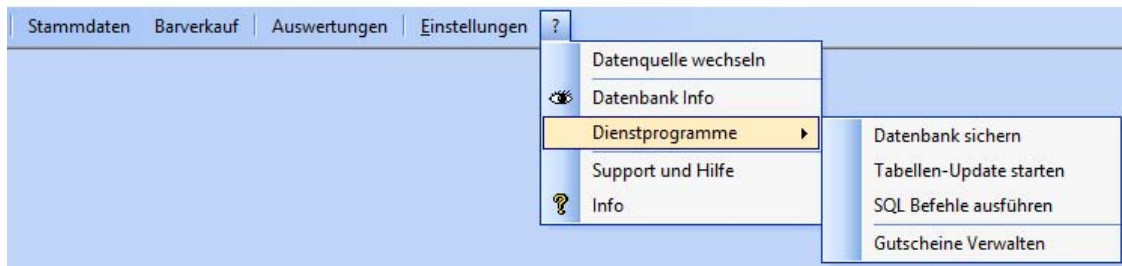 Stammdaten Barverkauf Auswertungen Einstellungen ?
Datenquelle wechseln
Datenbank Info
Dienstprogramme
Support und Hilfe
? Info
Datenbank sichern
Tabellen-Update starten
SQL Befehle ausführen
Gutscheine Verwalten